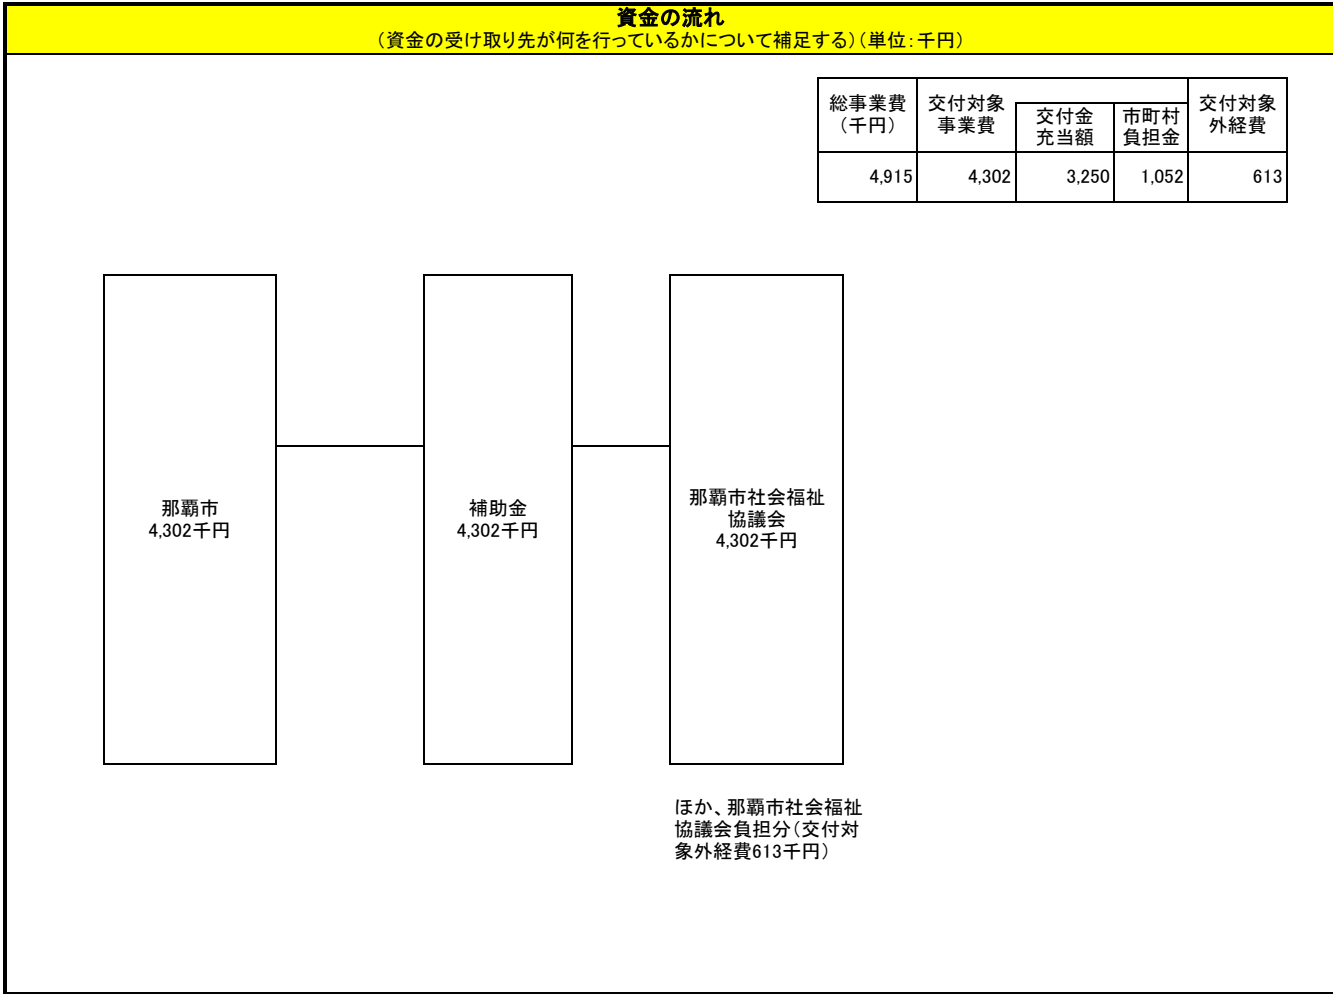 資金の流れ
（資金の受け取り先が何を行っているかについて補足する）（単位：千円）
総事業費
（千円）
交付対象
事業費
交付金
充当額
市町村
負担金
交付対象
外経費
4,915
4,302
3,250
1,052
613
那覇市
4,302千円
補助金
4,302千円
那覇市社会福祉
協議会
4,302千円
ほか、那覇市社会福祉
協議会負担分（交付対
象外経費613千円）